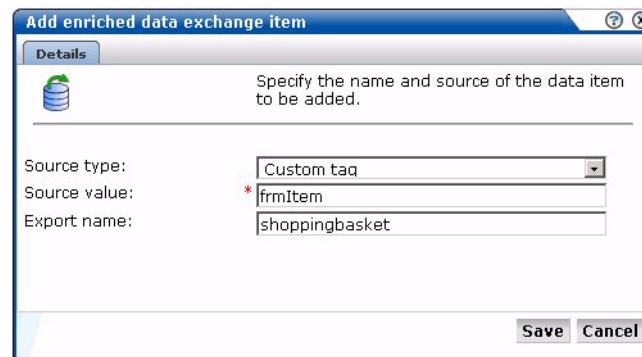 Add enriched data exchange item
Details
Specify the name and source of the data item
to be added.
Source type: Custom tag
Source value: * frmItem
Export name: shoppingbasket
Save Cancel